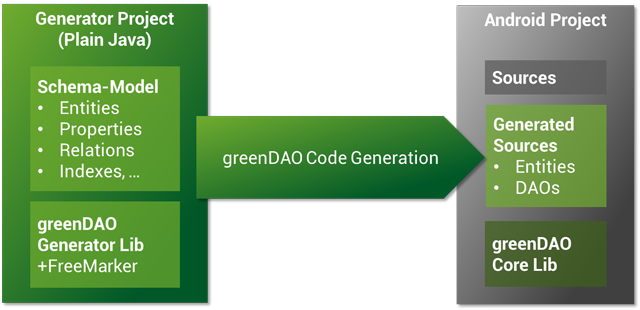 Generator Project
(Plain Java)
Schema-Model
• Entities
• Properties
• Relations
• Indexes, ...
greenDAO
Generator Lib
+FreeMarker
greenDAO Code Generation
Android Project
Sources
Generated
Sources
• Entities
• DAOs
greenDAO
Core Lib